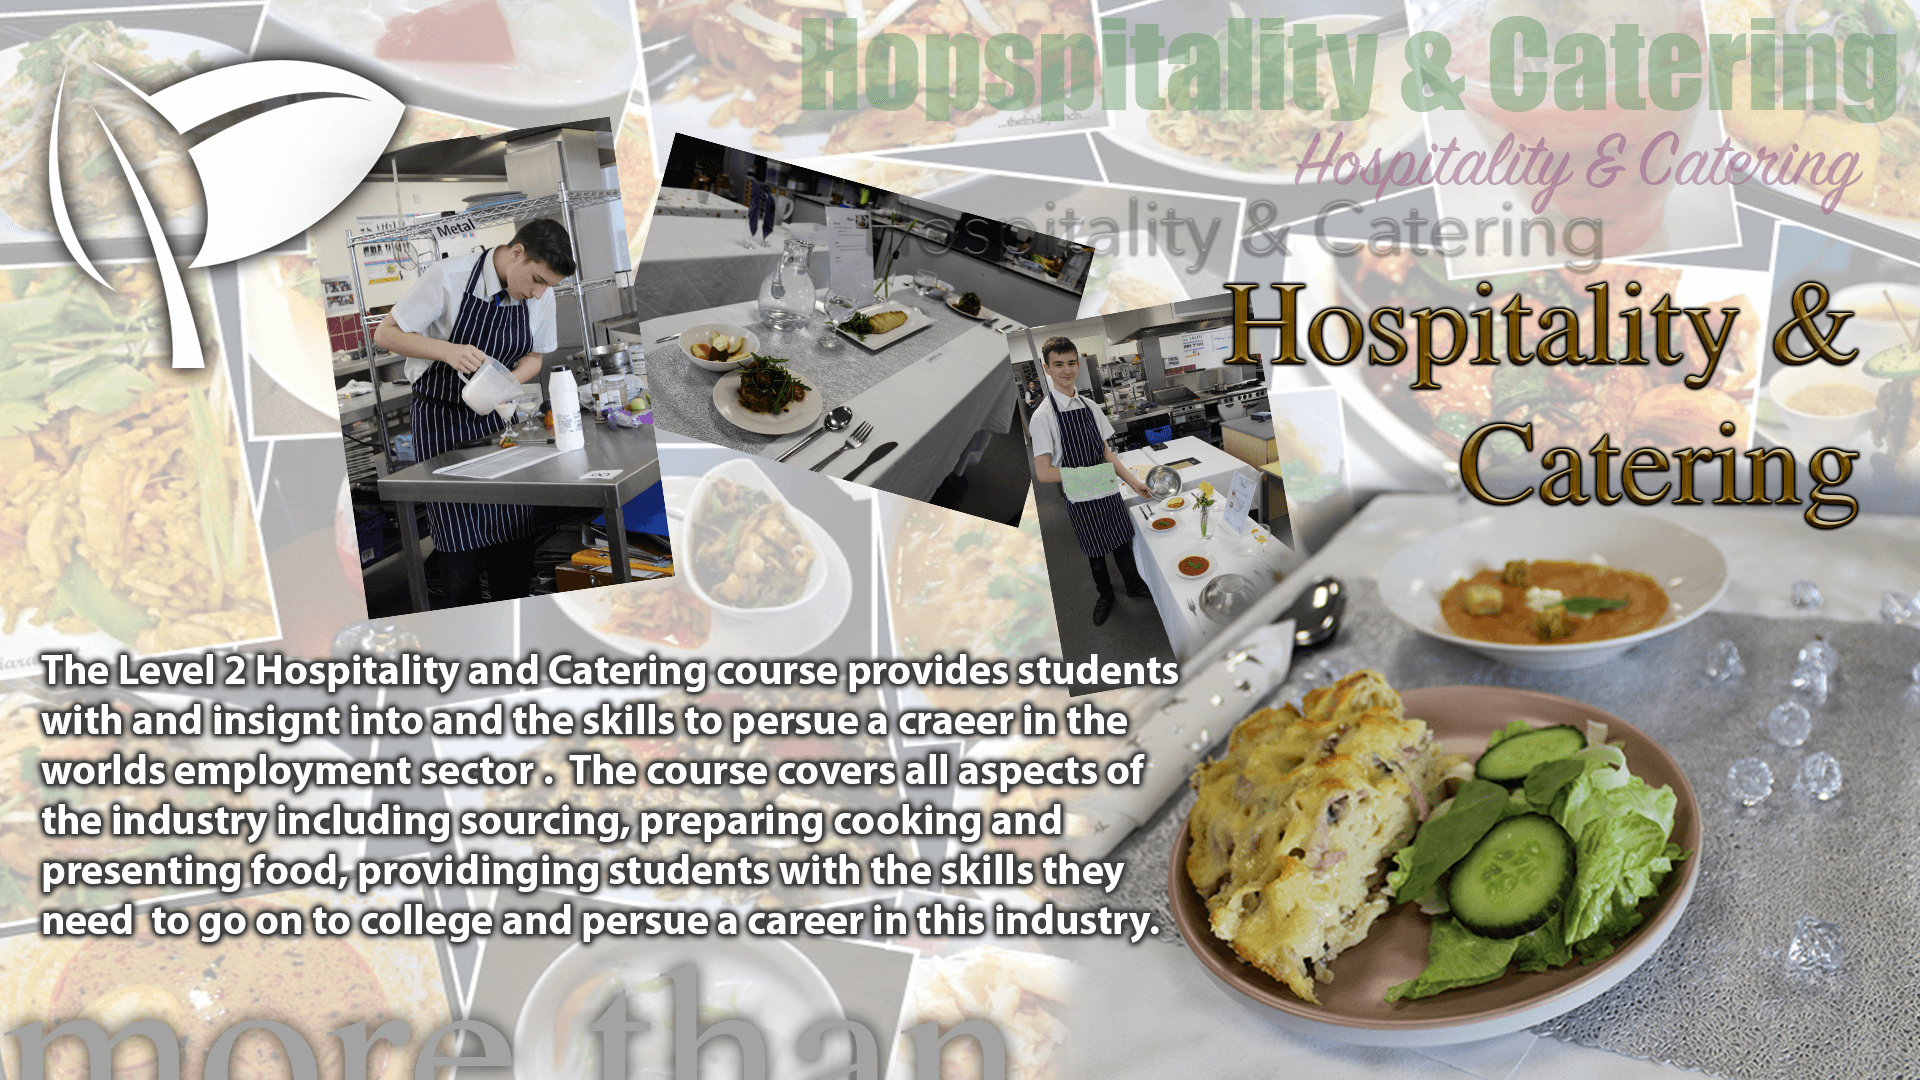 Hopspitality & Catering
Hospitality & Catering
Hospitality & Catering
Hospitality &
Catering
Metal
The Level 2 Hospitality and Catering course provides students
with and insignt into and the skills to persue a craeer in the
worlds employment sector .  The course covers all aspects of
the industry including sourcing, preparing cooking and
presenting food, providinging students with the skills they
need  to go on to college and persue a career in this industry.
more than